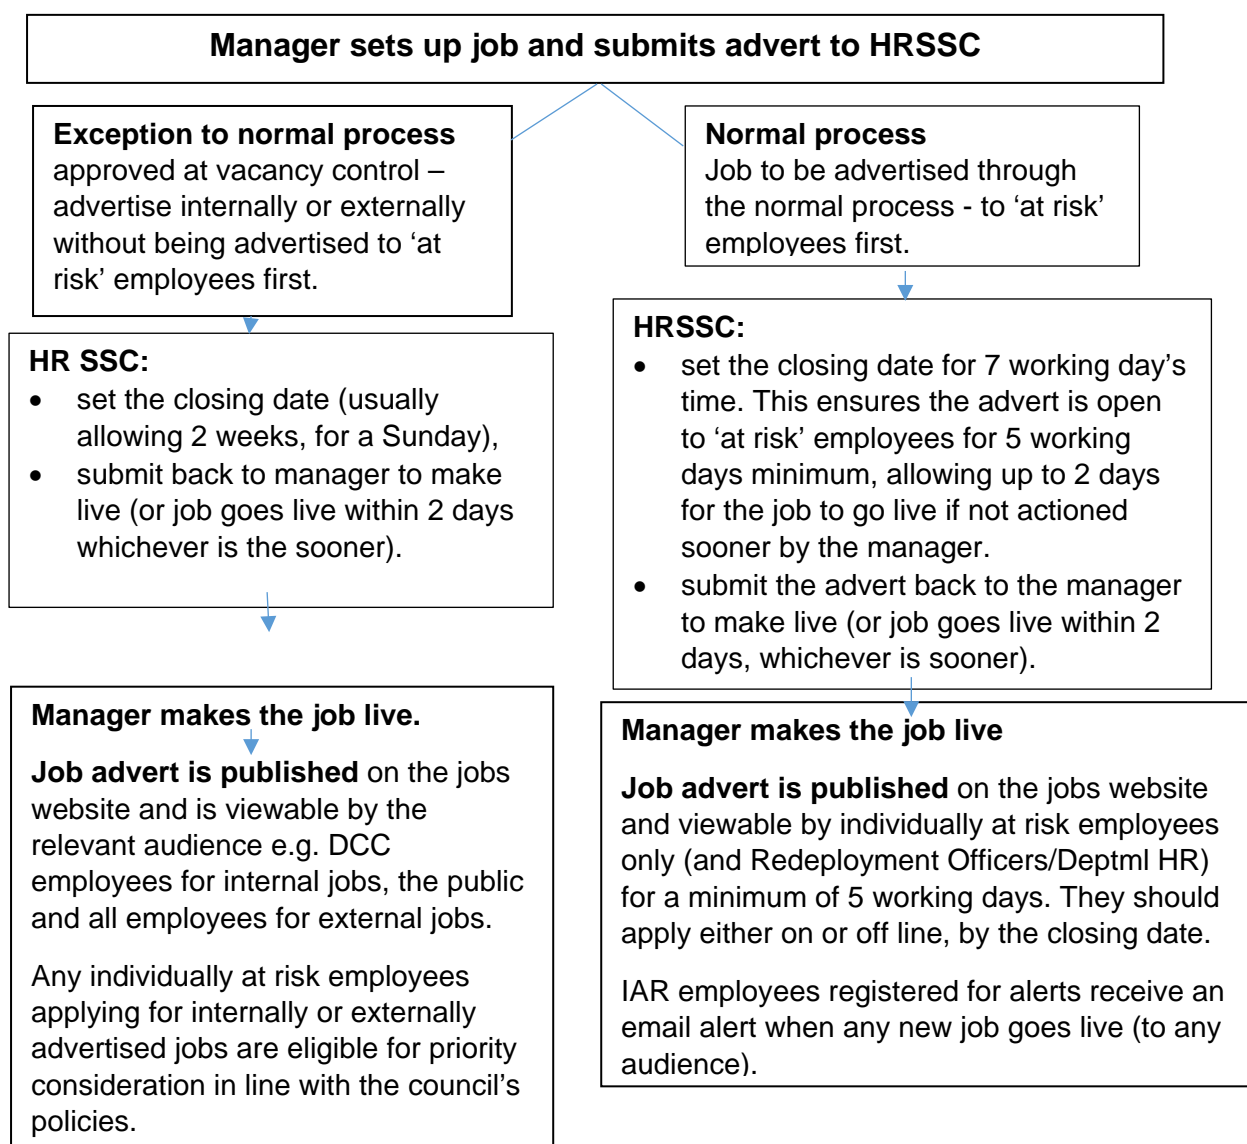 Manager sets up job and submits advert to HRSSC
Exception to normal process
approved at vacancy control –
advertise internally or externally
without being advertised to ‘at
risk’ employees first.
Normal process
Job to be advertised through
the normal process - to ‘at risk’
employees first.
HR SSC:
• set the closing date (usually
allowing 2 weeks, for a Sunday),
• submit back to manager to make
live (or job goes live within 2 days
whichever is the sooner).
HRSSC:
• set the closing date for 7 working day’s
time. This ensures the advert is open
to ‘at risk’ employees for 5 working
days minimum, allowing up to 2 days
for the job to go live if not actioned
sooner by the manager.
• submit the advert back to the manager
to make live (or job goes live within 2
days, whichever is sooner).
Manager makes the job live.
Job advert is published on the jobs
website and is viewable by the
relevant audience e.g. DCC
employees for internal jobs, the public
and all employees for external jobs.
Any individually at risk employees
applying for internally or externally
advertised jobs are eligible for priority
consideration in line with the council’s
policies.
Manager makes the job live
Job advert is published on the jobs website
and viewable by individually at risk employees
only (and Redeployment Officers/Deptml HR)
for a minimum of 5 working days. They should
apply either on or off line, by the closing date.
IAR employees registered for alerts receive an
email alert when any new job goes live (to any
audience).